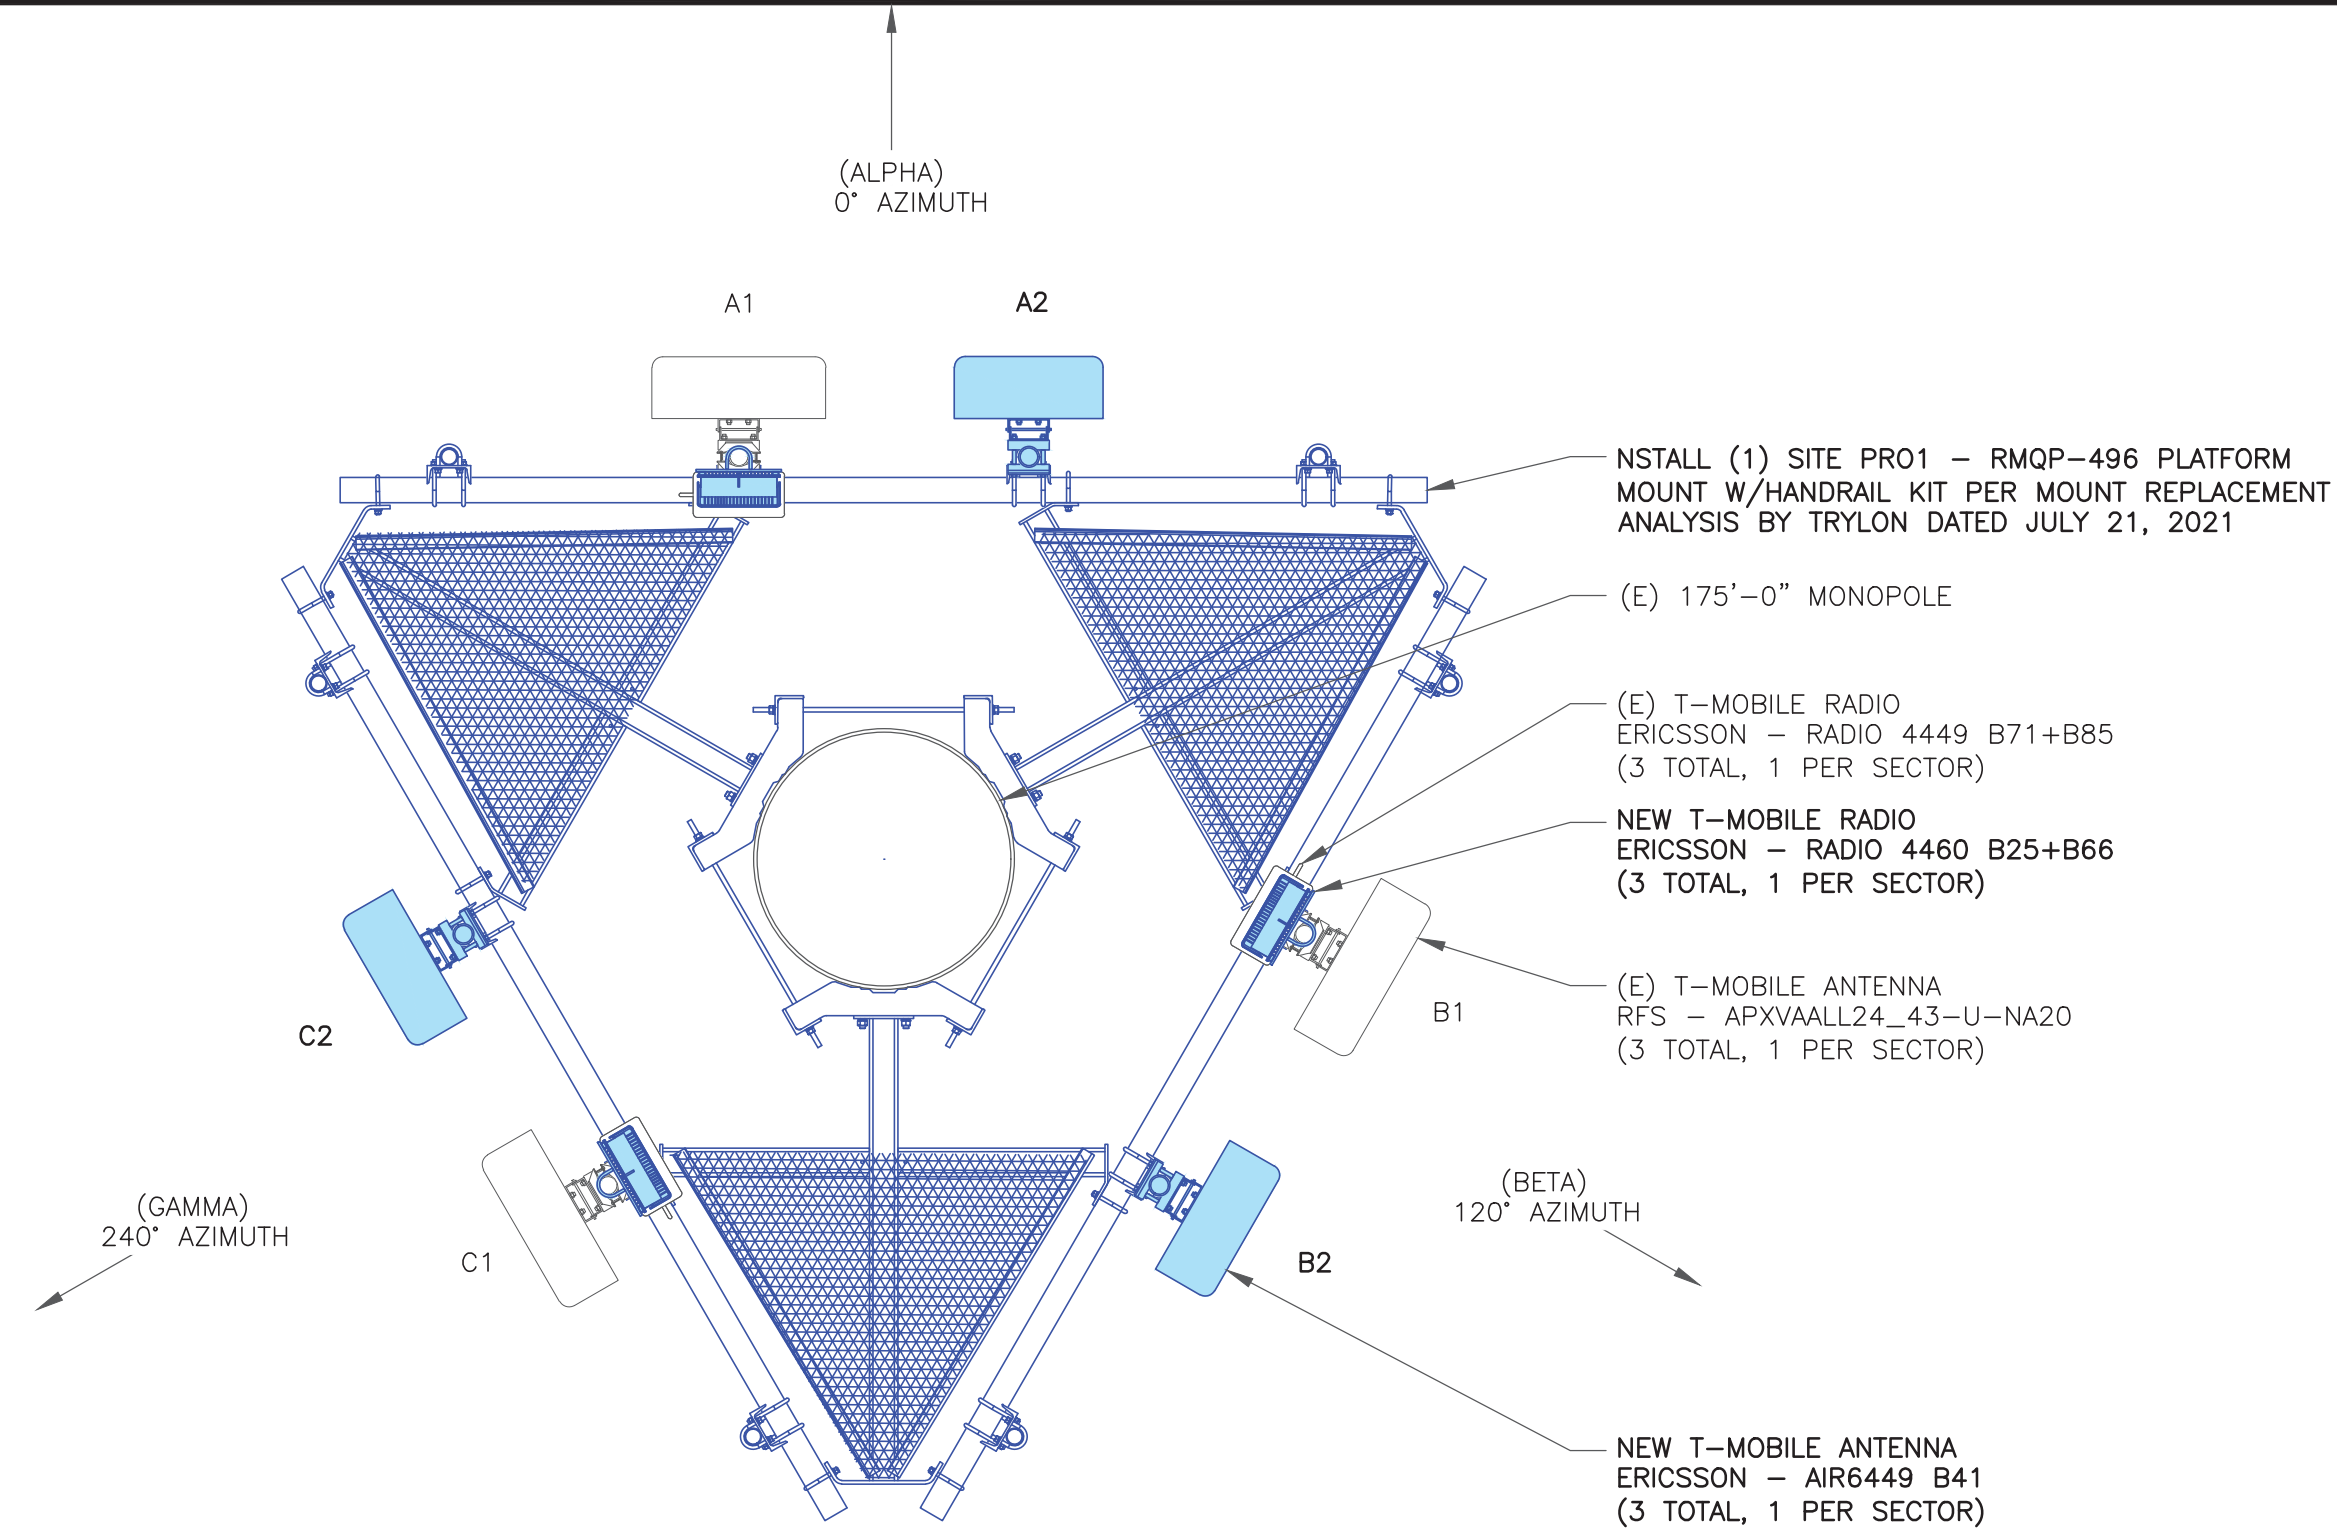 (ALPHA)
0° AZIMUTH
A1
A2
NSTALL (1) SITE PRO1 – RMQP–496 PLATFORM
MOUNT W/HANDRAIL KIT PER MOUNT REPLACEMENT
ANALYSIS BY TRYLON DATED JULY 21, 2021
(E) 175'–0" MONOPOLE
(E) T–MOBILE RADIO
ERICSSON – RADIO 4449 B71+B85
(3 TOTAL, 1 PER SECTOR)
NEW T–MOBILE RADIO
ERICSSON – RADIO 4460 B25+B66
(3 TOTAL, 1 PER SECTOR)
(E) T–MOBILE ANTENNA
RFS – APXVAALL24_43–U–NA20
(3 TOTAL, 1 PER SECTOR)
B1
C2
(GAMMA)
240° AZIMUTH
C1
B2
(BETA)
120° AZIMUTH
NEW T–MOBILE ANTENNA
ERICSSON – AIR6449 B41
(3 TOTAL, 1 PER SECTOR)